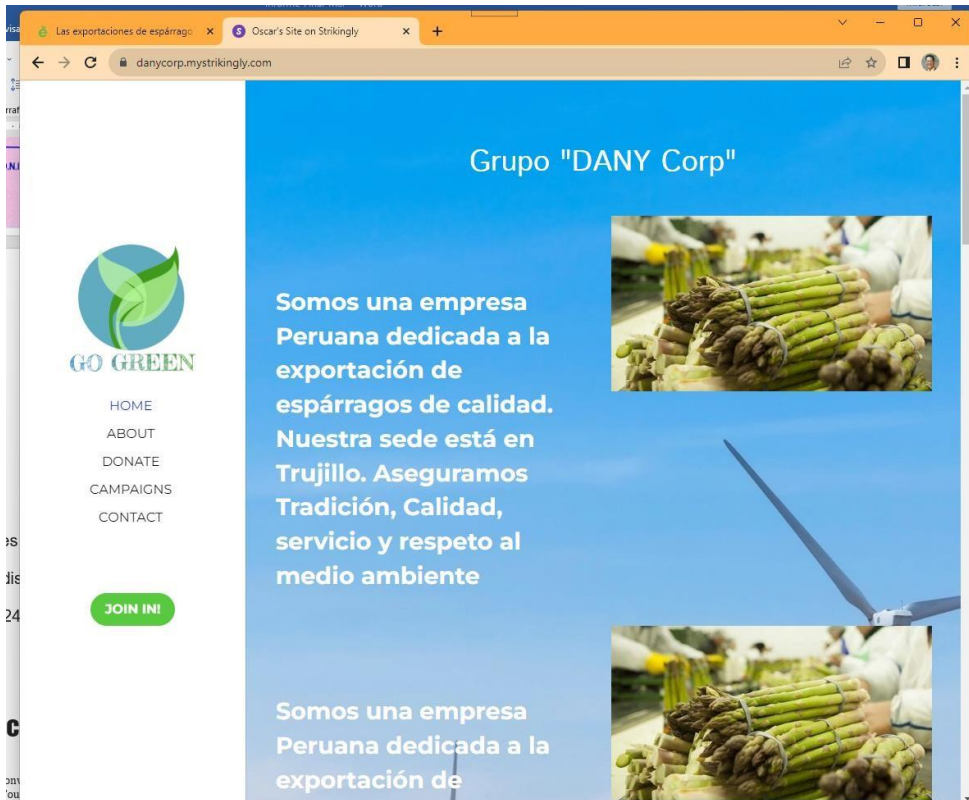 Las exportaciones de espárrago
Oscar's Site on Strikingly
danycorp.mystrikingly.com
Grupo "DANY Corp"
GO GREEN
HOME
ABOUT
DONATE
CAMPAIGNS
CONTACT
JOIN IN!
Somos una empresa
Peruana dedicada a la
exportación de
espárragos de calidad.
Nuestra sede está en
Trujillo. Aseguramos
Tradición, Calidad,
servicio y respeto al
medio ambiente
Somos una empresa
Peruana dedicada a la
exportación de